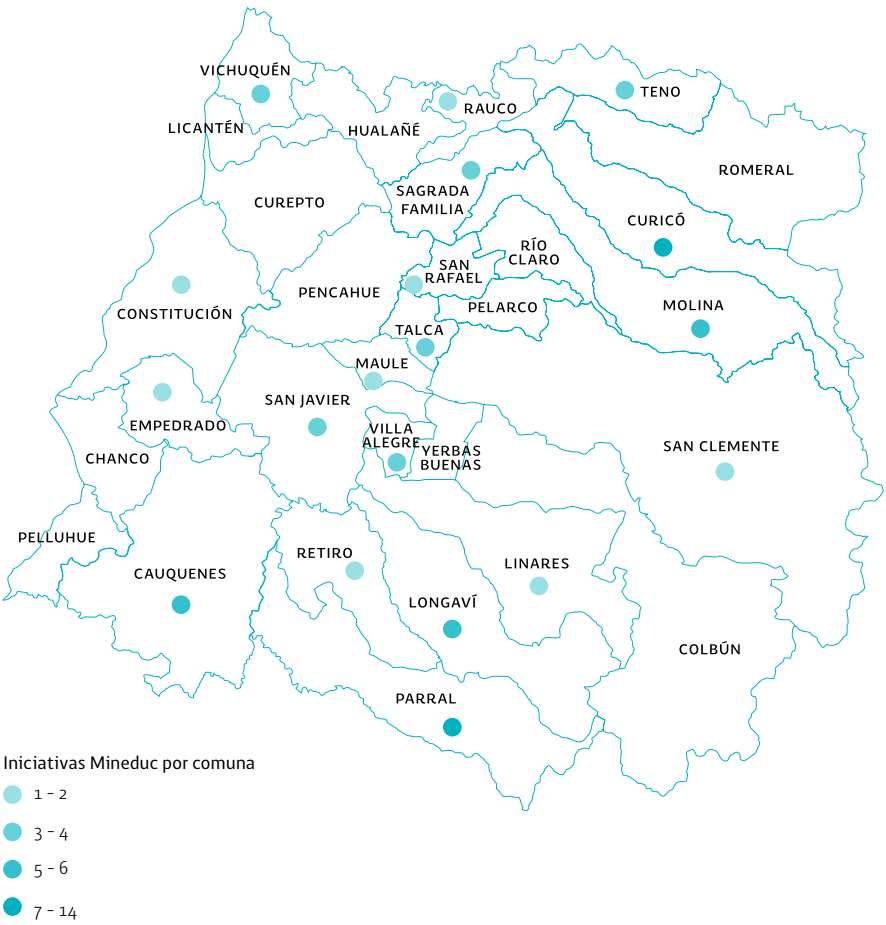 VICHUQUÉN
TENO
RAUCO
LICANTÉN
HUALAÑÉ
ROMERAL
SAGRADA
FAMILIA
CUREPTO
CURICÓ
RÍO
CLARO
SAN
RAFAEL
PENCAHUE
MOLINA
PELARCO
CONSTITUCIÓN
TALCA
MAULE
SAN JAVIER
EMPEDRADO
VILLA
ALEGRE
YERBAS
BUENAS
SAN CLEMENTE
CHANCO
PELLUHUE
RETIRO
LINARES
CAUQUENES
LONGAVÍ
COLBÚN
PARRAL
Iniciativas Mineduc por comuna
1 - 2
3 - 4
5 - 6
7 - 14